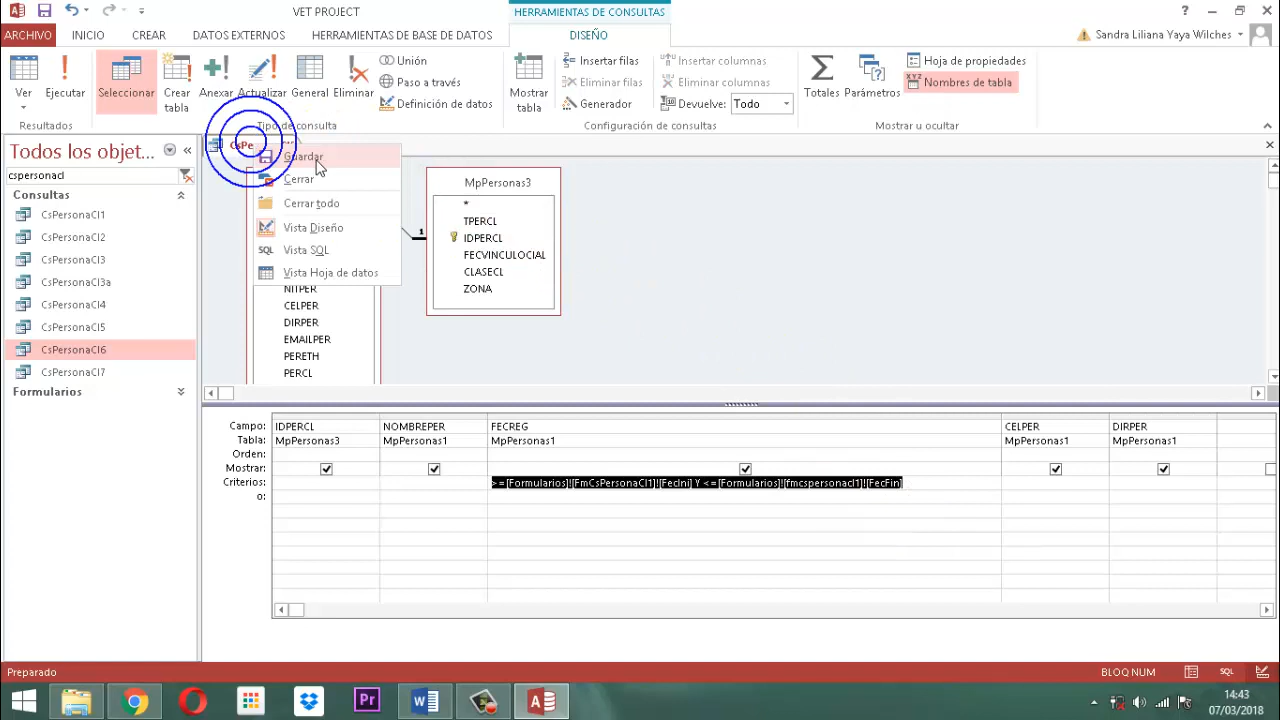 VET PROJECT
HERRAMIENTAS DE CONSULTAS
?
ARCHIVO INICIO CREAR DATOS EXTERNOS HERRAMIENTAS DE BASE DE DATOS DISEÑO
Sandra Liliana Yaya Wilches
Ver
Ejecutar
Resultados
Seleccionar
Crear tabla
Anexar
Actualizar
General
Eliminar
Unión
Paso a través
Definición de datos
Tipo de consulta
Mostrar tabla
Insertar filas
Eliminar filas
Generador
Insertar columnas
Eliminar columnas
Devuelve: Todo
Configuración de consultas
Totales
Parámetros
Hoja de propiedades
Nombres de tabla
Mostrar u ocultar
Todos los objet...
cspersonacl
Consultas
CsPersonaCl1
CsPersonaCl2
CsPersonaCl3
CsPersonaCl3a
CsPersonaCl4
CsPersonaCl5
CsPersonaCl6
CsPersonaCl7
Formularios
CsPe
Guardar
Cerrar
Cerrar todo
Vista Diseño
SQL Vista SQL
Vista Hoja de datos
NITPER
CELPER
DIRPER
EMAILPER
PERETH
PERCL
1
MpPersonas3
*
TPERCL
IDPERCL
FECVINCULOCIAL
CLASECL
ZONA
Campo: IDPERCL NOMBREPER FECREG CELPER DIRPER
Tabla: MpPersonas3 MpPersonas1 MpPersonas1 MpPersonas1 MpPersonas1
Orden:
Mostrar:
Criterios: >=[Formularios]![FmCsPersonaCl1]![FecIni] Y <=[Formularios]![fmcspersonacl1]![FecFin]
o:
Preparado
BLOQ NUM
SQL
Pr
14:43
07/03/2018